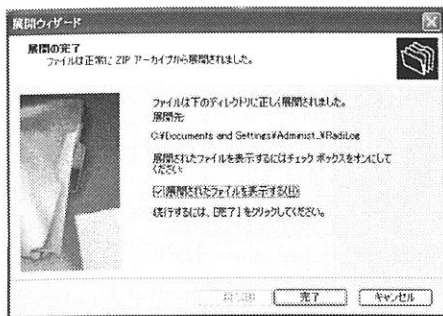 展開ウィザード
展開の完了
ファイルは正常に ZIP アーカイブから展開されました。
ファイルは下のディレクトリに正しく展開されました。
展開先:
C:¥Documents and Settings¥Administ...¥RadiLog
展開されたファイルを表示するにはチェック ボックスをオンにして
ください:
展開されたファイルを表示する(H)
続行するには、[完了] をクリックしてください。
完了
キャンセル